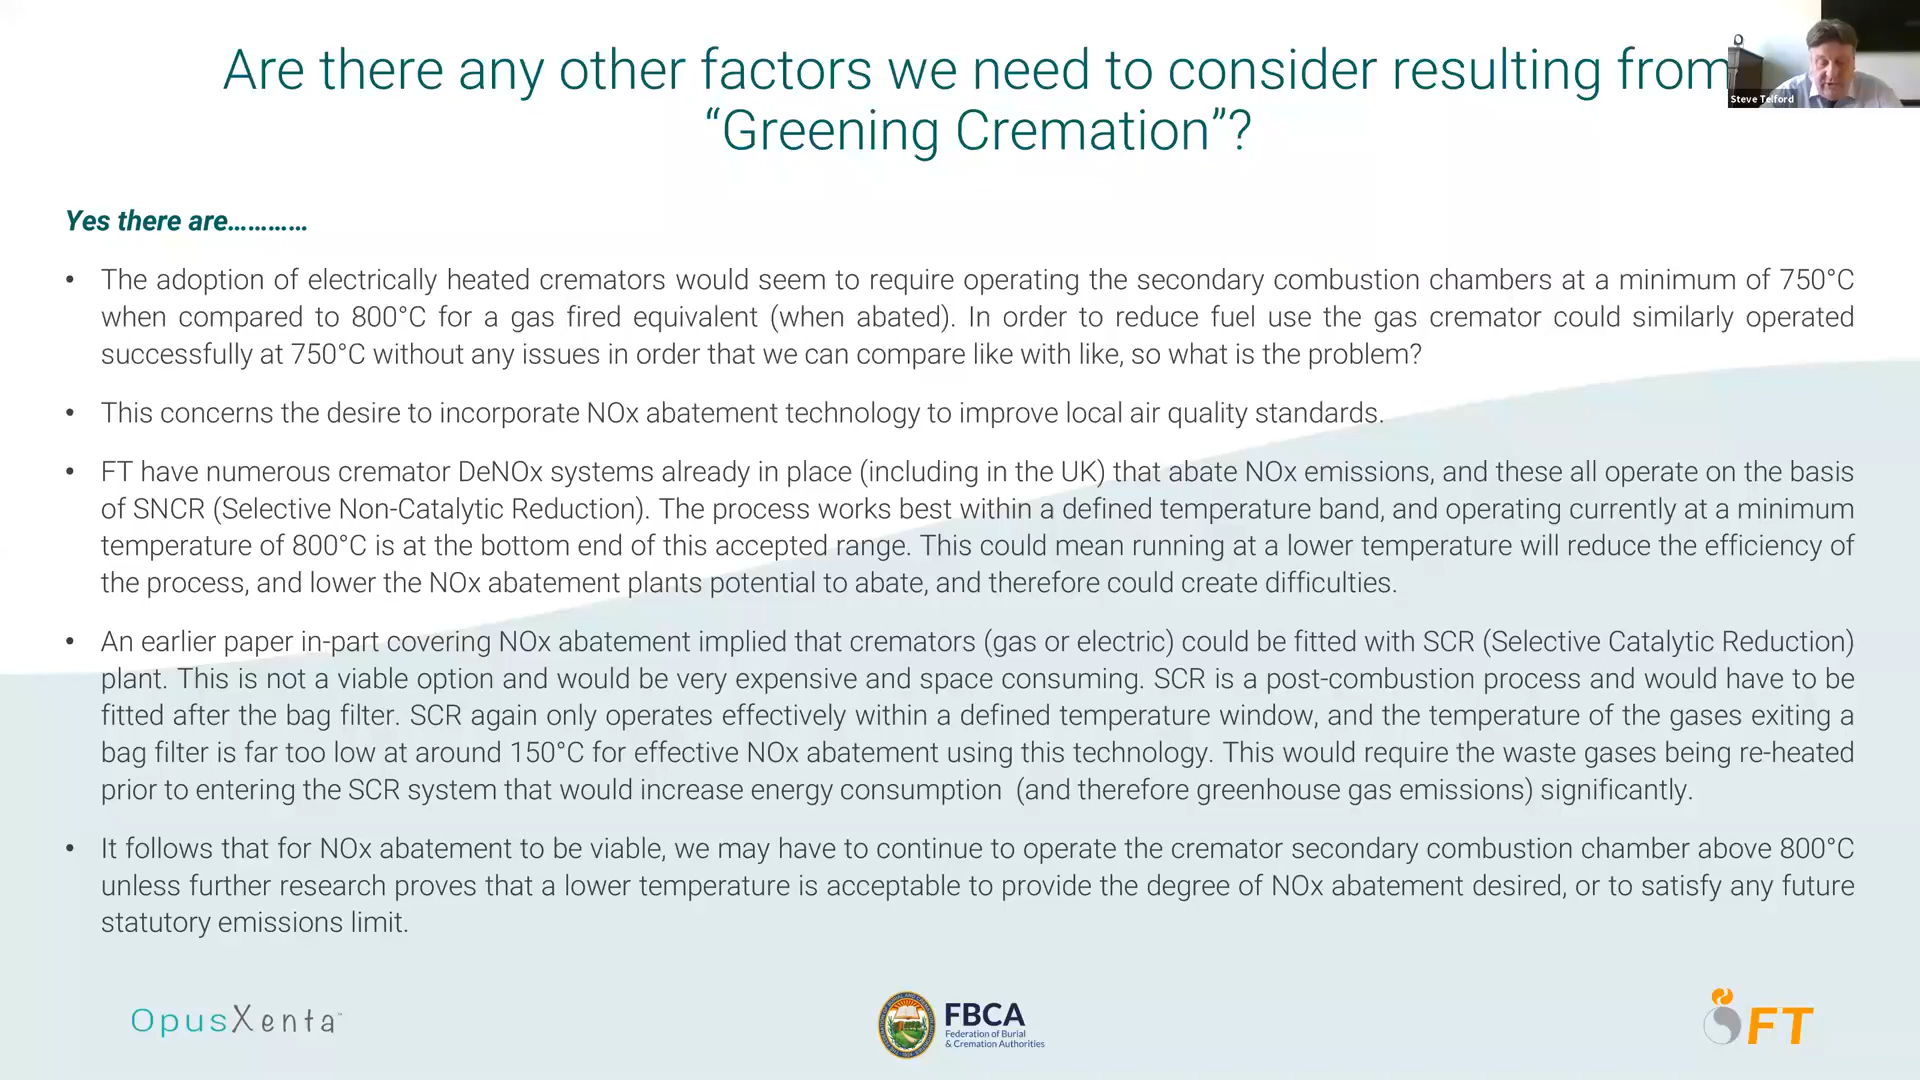 Are there any other factors we need to consider resulting from
“Greening Cremation”?
Steve Telford
Yes there are…………
• The adoption of electrically heated cremators would seem to require operating the secondary combustion chambers at a minimum of 750°C
when compared to 800°C for a gas fired equivalent (when abated). In order to reduce fuel use the gas cremator could similarly operated
successfully at 750°C without any issues in order that we can compare like with like, so what is the problem?
• This concerns the desire to incorporate NOx abatement technology to improve local air quality standards.
• FT have numerous cremator DeNOx systems already in place (including in the UK) that abate NOx emissions, and these all operate on the basis
of SNCR (Selective Non-Catalytic Reduction). The process works best within a defined temperature band, and operating currently at a minimum
temperature of 800°C is at the bottom end of this accepted range. This could mean running at a lower temperature will reduce the efficiency of
the process, and lower the NOx abatement plants potential to abate, and therefore could create difficulties.
• An earlier paper in-part covering NOx abatement implied that cremators (gas or electric) could be fitted with SCR (Selective Catalytic Reduction)
plant. This is not a viable option and would be very expensive and space consuming. SCR is a post-combustion process and would have to be
fitted after the bag filter. SCR again only operates effectively within a defined temperature window, and the temperature of the gases exiting a
bag filter is far too low at around 150°C for effective NOx abatement using this technology. This would require the waste gases being re-heated
prior to entering the SCR system that would increase energy consumption (and therefore greenhouse gas emissions) significantly.
• It follows that for NOx abatement to be viable, we may have to continue to operate the cremator secondary combustion chamber above 800°C
unless further research proves that a lower temperature is acceptable to provide the degree of NOx abatement desired, or to satisfy any future
statutory emissions limit.
OpusXenta™
FBCA
Federation of Burial
& Cremation Authorities
FT